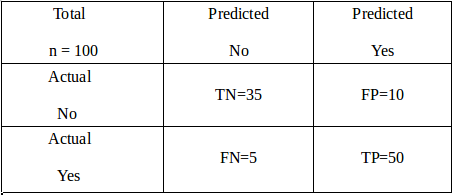 Total Predicted Predicted
n = 100 No Yes
Actual
No
TN=35 FP=10
Actual
Yes
FN=5 TP=50